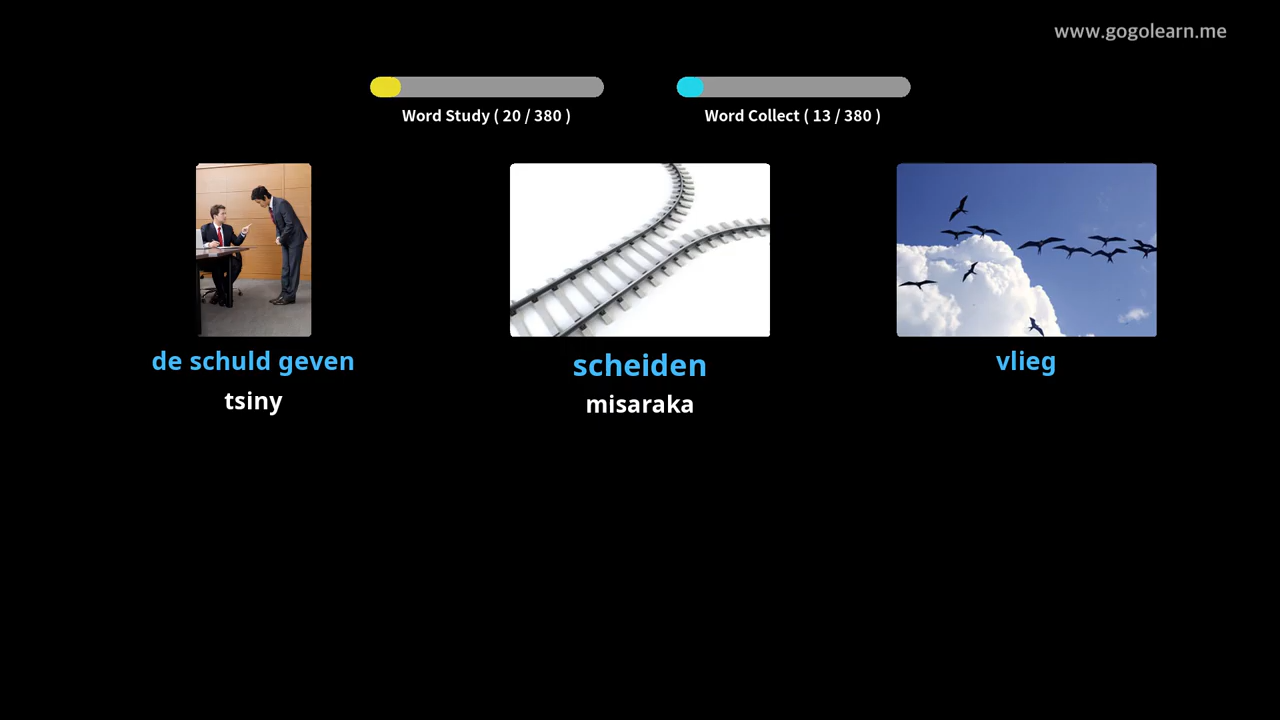 www.gogolearn.me
Word Study ( 20 / 380 )
Word Collect ( 13 / 380 )
de schuld geven
tsiny
scheiden
misaraka
vlieg